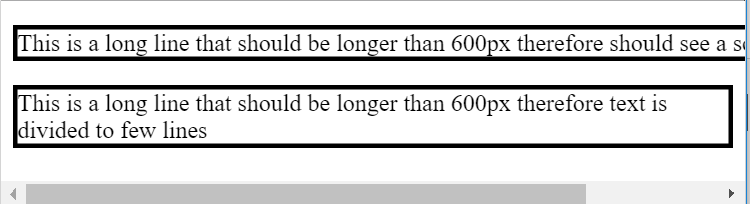 This is a long line that should be longer than 600px therefore should see a
This is a long line that should be longer than 600px therefore text is
divided to few lines